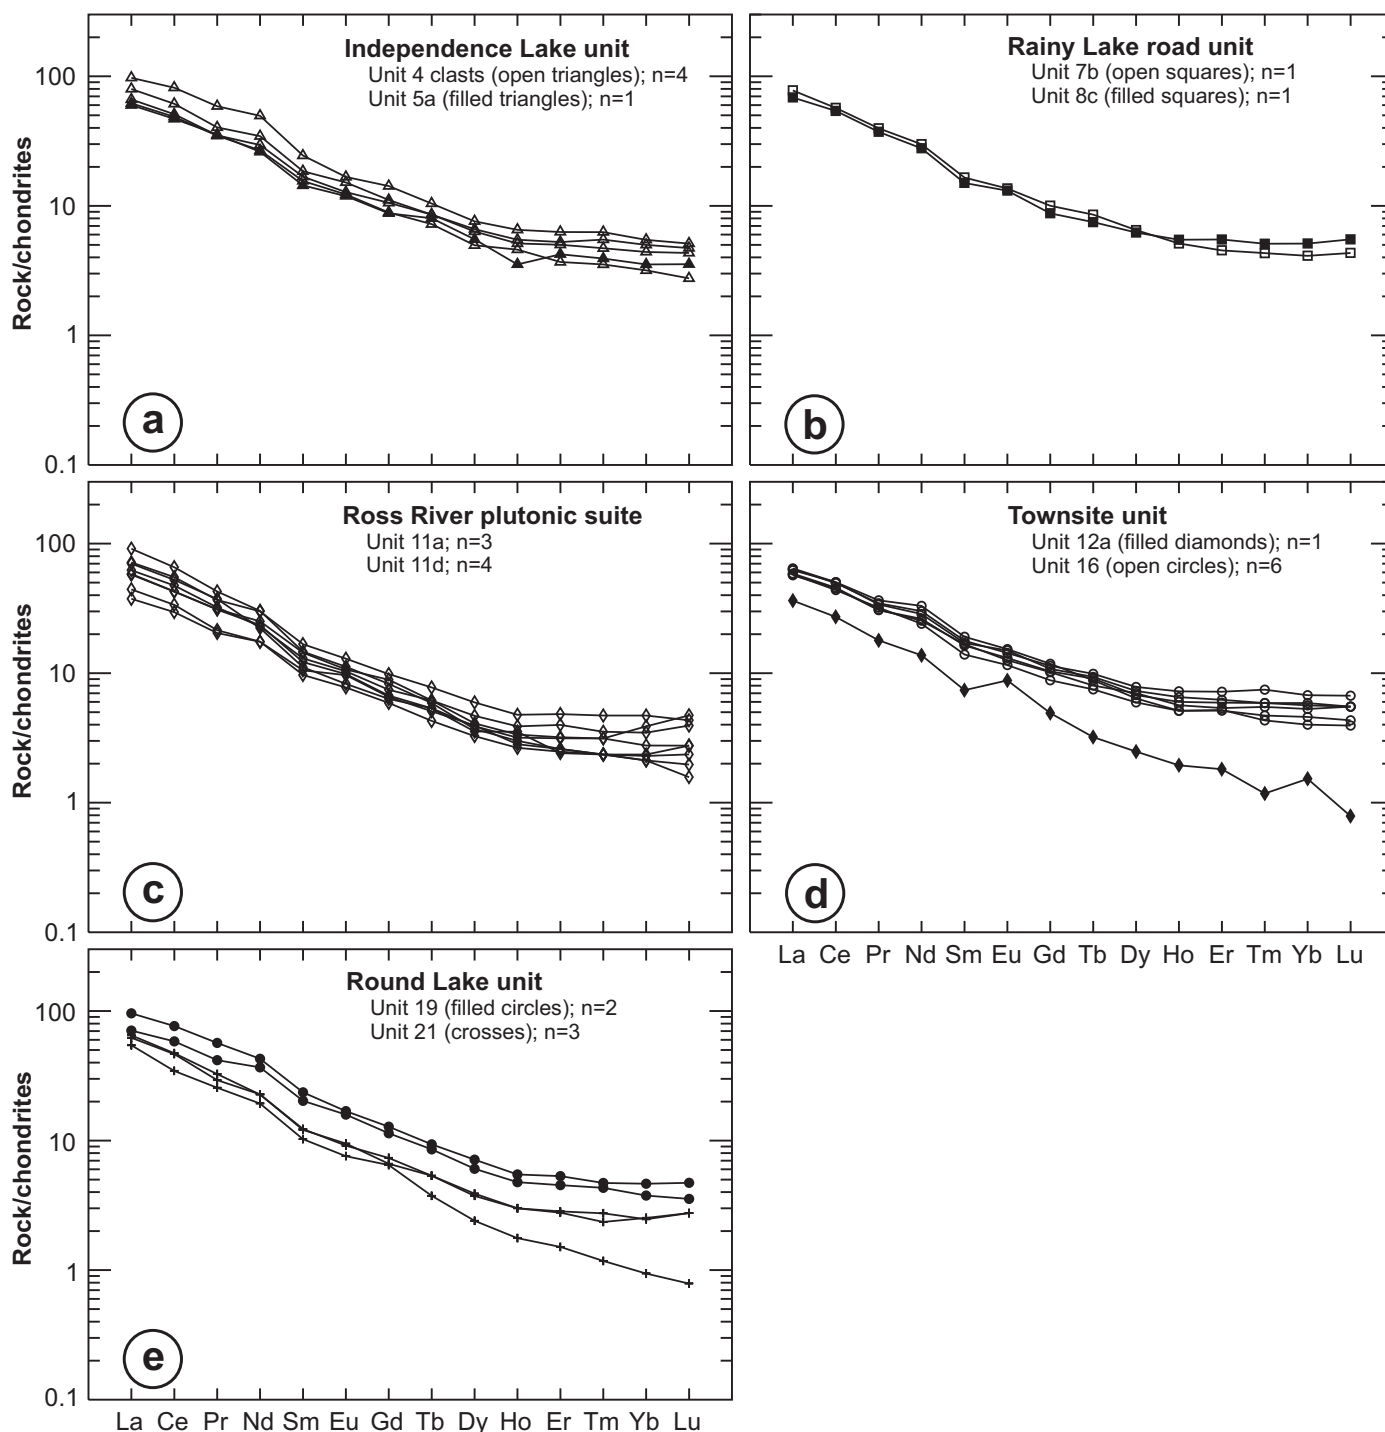 Independence Lake unit
Unit 4 clasts (open triangles); n=4
Unit 5a (filled triangles); n=1
100
10
1
0.1
Rock/chondrites
a
Rainy Lake road unit
Unit 7b (open squares); n=1
Unit 8c (filled squares); n=1
b
Ross River plutonic suite
Unit 11a; n=3
Unit 11d; n=4
100
10
1
0.1
Rock/chondrites
c
Townsite unit
Unit 12a (filled diamonds); n=1
Unit 16 (open circles); n=6
d
La Ce Pr Nd Sm Eu Gd Tb Dy Ho Er Tm Yb Lu
Round Lake unit
Unit 19 (filled circles); n=2
Unit 21 (crosses); n=3
100
10
1
0.1
Rock/chondrites
e
La Ce Pr Nd Sm Eu Gd Tb Dy Ho Er Tm Yb Lu